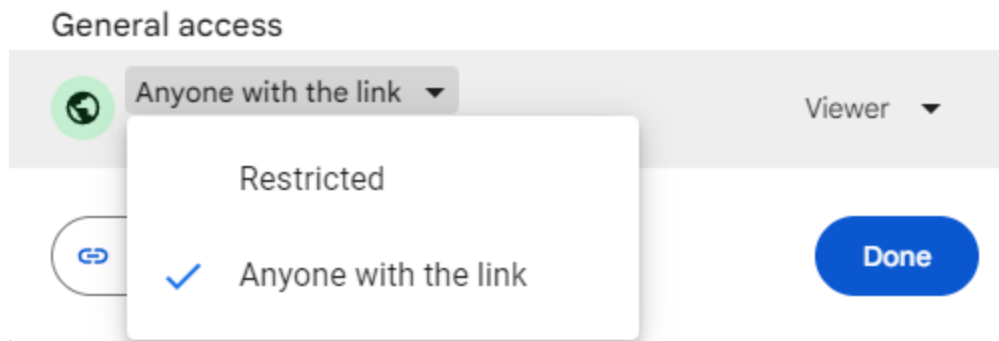 General access
Anyone with the link
Viewer
Restricted
Anyone with the link
Done